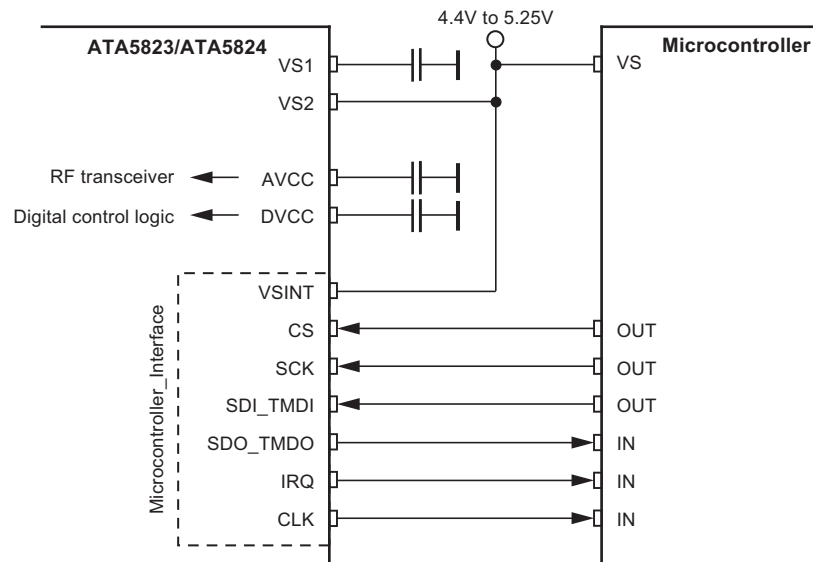 4.4V to 5.25V
ATA5823/ATA5824
Microcontroller
VS1
VS
VS2
RF transceiver
AVCC
Digital control logic
DVCC
Microcontroller_Interface
VSINT
CS
OUT
SCK
OUT
SDI_TMDI
OUT
SDO_TMDO
IN
IRQ
IN
CLK
IN